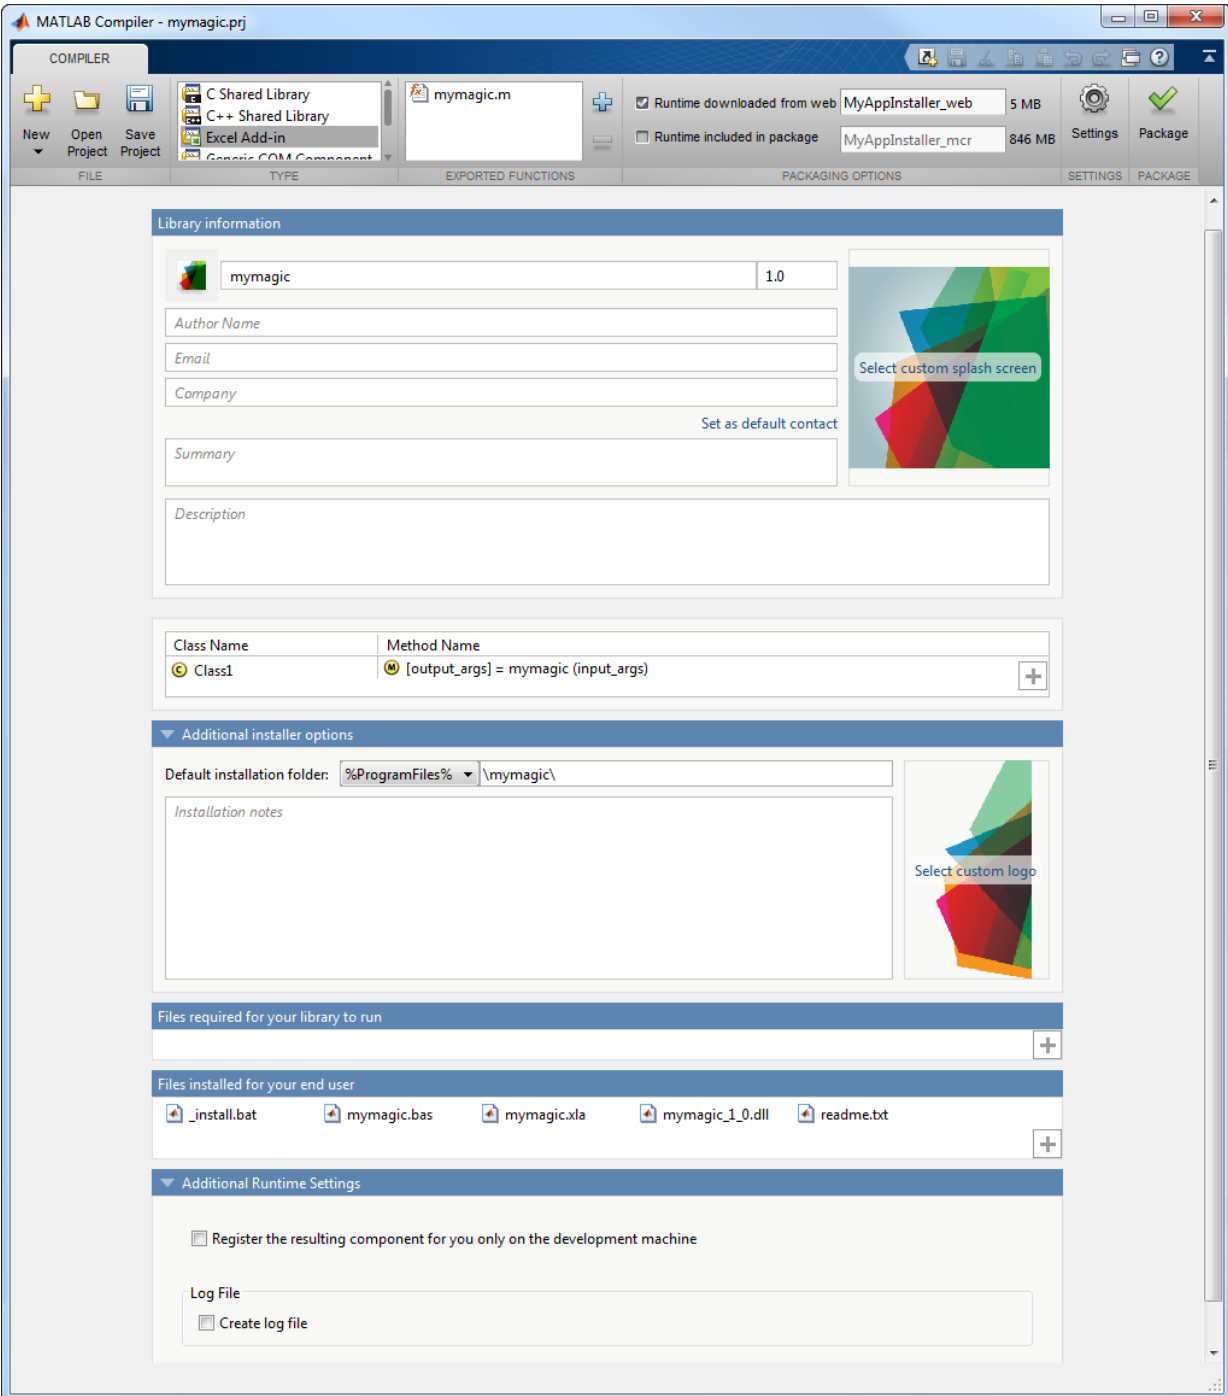 MATLAB Compiler - mymagic.prj
COMPILER
New
Open Project
Save Project
FILE
C Shared Library
C++ Shared Library
Excel Add-in
Generic COM Component
TYPE
mymagic.m
EXPORTED FUNCTIONS
Runtime downloaded from web MyAppInstaller_web 5 MB
Runtime included in package MyAppInstaller_mcr 846 MB
PACKAGING OPTIONS
Settings
SETTINGS
Package
PACKAGE
Library information
mymagic 1.0
Author Name
Email
Company
Set as default contact
Summary
Description
Select custom splash screen
Class Name Method Name
C Class1 M [output_args] = mymagic (input_args)
Additional installer options
Default installation folder: %ProgramFiles% \mymagic\
Installation notes
Select custom logo
Files required for your library to run
Files installed for your end user
_install.bat mymagic.bas mymagic.xla mymagic_1_0.dll readme.txt
Additional Runtime Settings
Register the resulting component for you only on the development machine
Log File
Create log file